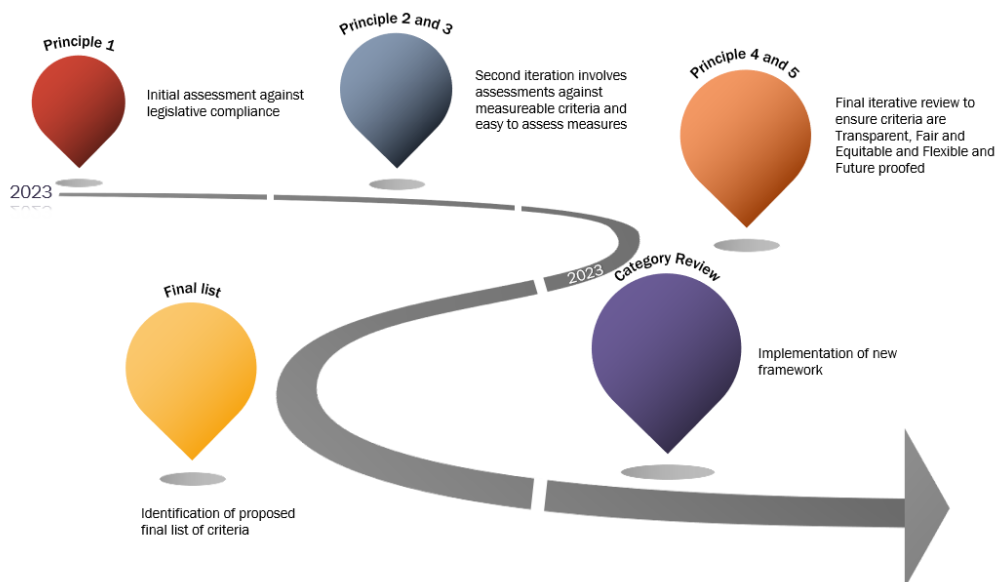 Principle 1
Initial assessment against
legislative compliance
Principle 2 and 3
Second iteration involves
assessments against
measureable criteria and
easy to assess measures
Principle 4 and 5
Final iterative review to
ensure criteria are
Transparent, Fair and
Equitable and Flexible and
Future proofed
2023
2023
Final list
Identification of proposed
final list of criteria
Category Review
Implementation of new
framework